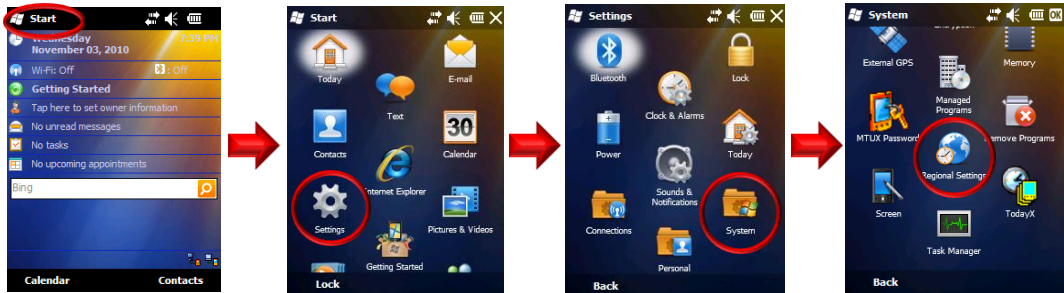 Start
Wednesday 7:39 PM
November 03, 2010
Wi-Fi: Off : Off
Getting Started
Tap here to set owner information
No unread messages
No tasks
No upcoming appointments
Bing
Calendar Contacts
Start
Today
Text
E-mail
Contacts
30
Calendar
Internet Explorer
Settings
Pictures & Videos
Getting Started
Lock
Settings
Bluetooth
Lock
Clock & Alarms
Power
Today
Sounds &
Notifications
Connections
System
Personal
Back
System OK
Encryption
External GPS
Memory
Managed
Programs
MTUX Password
Remove Programs
Regional Settings
Screen
TodayX
Task Manager
Back